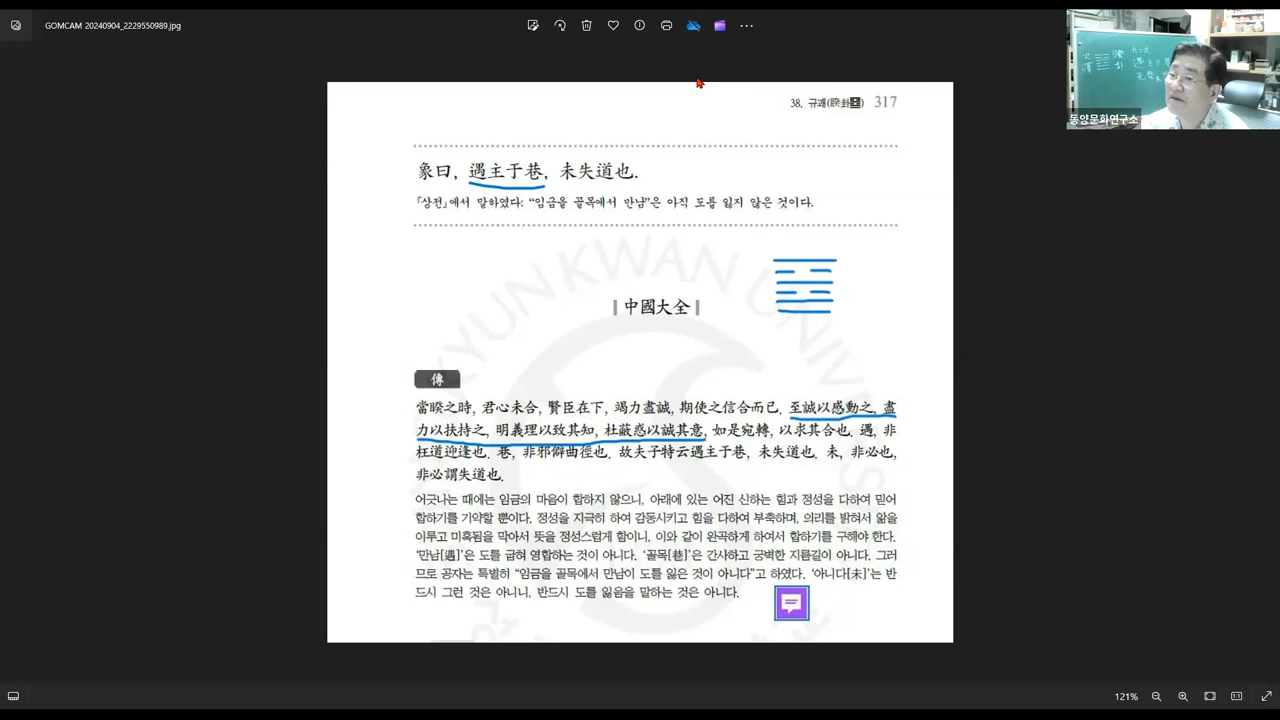 GOMCAM 20240904_2229550989.jpg
동양문화연구소
38. 규괘(睽卦䷥) 317
象曰, 遇主于巷, 未失道也.
「상전」에서 말하였다: “임금을 골목에서 만남”은 아직 도를 잃지 않은 것이다.
中國大全
傳
當睽之時, 君心未合, 賢臣在下, 竭力盡誠, 期使之信合而已. 至誠以感動之, 盡
力以扶持之, 明義理以致其知, 杜蔽惑以誠其意, 如是宛轉, 以求其合也. 遇, 非
枉道迎逢也. 巷, 非邪僻曲徑也. 故夫子特云遇主于巷, 未失道也. 未, 非必也,
非必謂失道也.
어긋나는 때에는 임금의 마음이 합하지 않으니, 아래에 있는 어진 신하는 힘과 정성을 다하여 믿어
합하기를 기약할 뿐이다. 정성을 지극히 하여 감동시키고 힘을 다하여 부축하며, 의리를 밝혀서 앎을
이루고 미혹됨을 막아서 뜻을 정성스럽게 함이니, 이와 같이 완곡하게 하여서 합하기를 구해야 한다.
‘만남[遇]’은 도를 굽혀 영합하는 것이 아니다. ‘골목[巷]’은 간사하고 궁벽한 지름길이 아니다. 그러
므로 공자는 특별히 “임금을 골목에서 만남이 도를 잃은 것이 아니다”고 하였다. ‘아니다[未]’는 반
드시 그런 것은 아니니, 반드시 도를 잃음을 말하는 것은 아니다.
121%